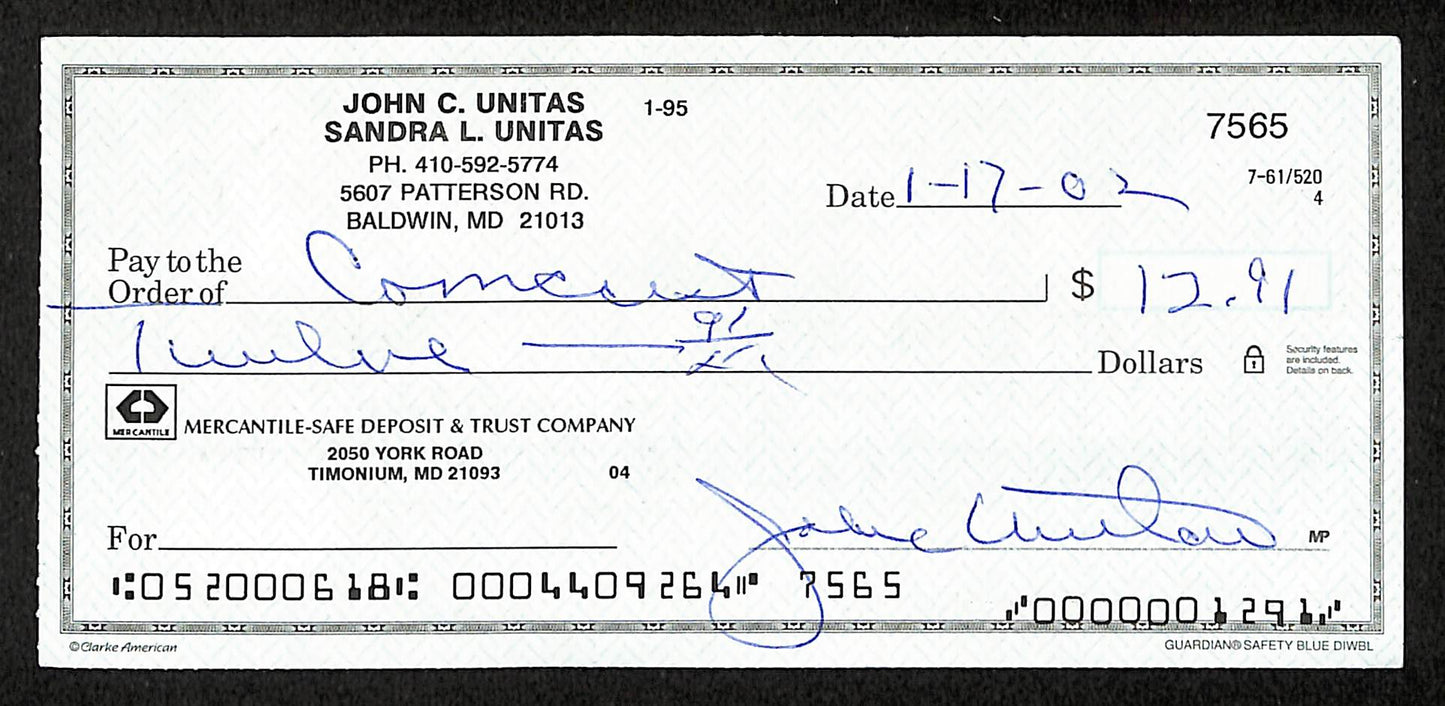 JOHN C. UNITAS 1-95
SANDRA L. UNITAS
7565
PH. 410-592-5774
5607 PATTERSON RD.
BALDWIN, MD 21013
7-61/520
4
Date 1-17-02
Pay to the
Order of Comcast $ 12.91
Twelve 91/xx Dollars
Security features
are included.
Details on back.
MERCANTILE
MERCANTILE-SAFE DEPOSIT & TRUST COMPANY
2050 YORK ROAD
TIMONIUM, MD 21093 04
For
John Unitas MP
⑆052000618⑆ 0004409264⑈ 7565
⑈0000001291⑈
© Clarke American
GUARDIAN® SAFETY BLUE DIWBL